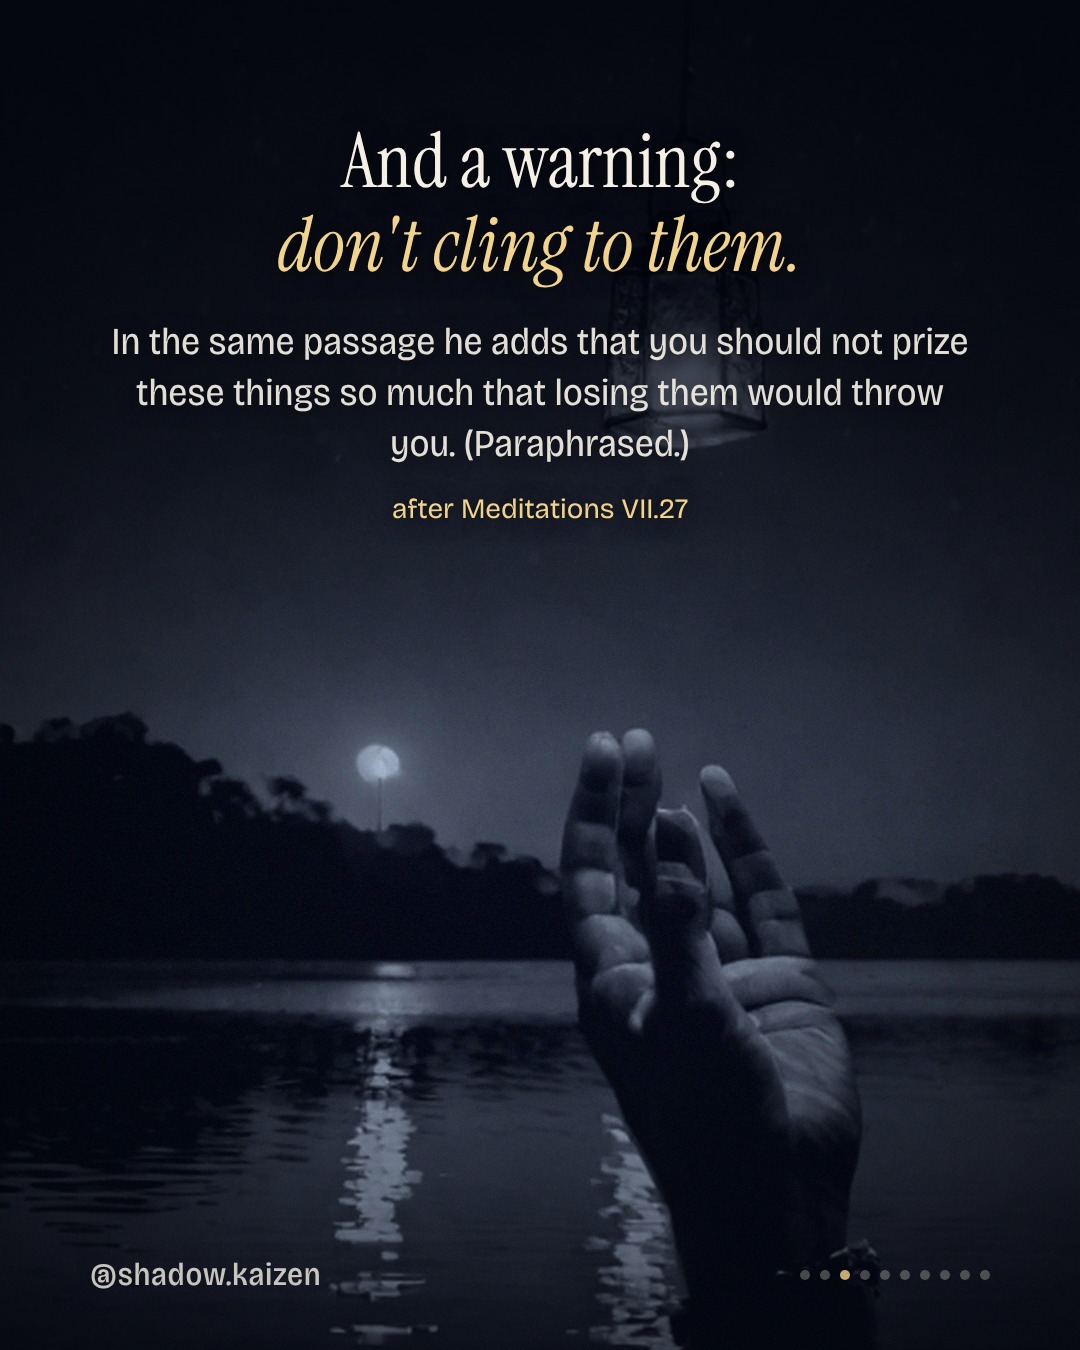 And a warning:
don't cling to them.
In the same passage he adds that you should not prize
these things so much that losing them would throw
you. (Paraphrased.)
after Meditations VII.27
@shadow.kaizen